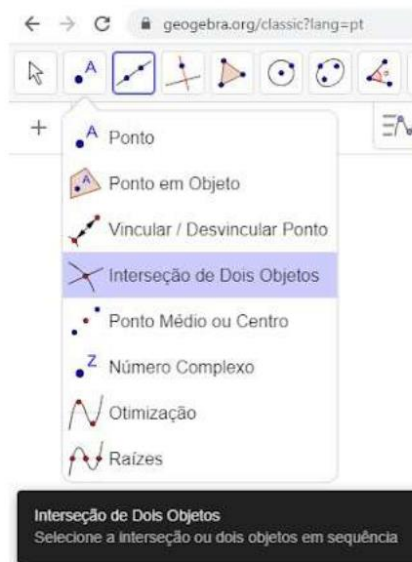 geogebra.org/classic?lang=pt
A
A
Ponto
A
Ponto em Objeto
Vincular / Desvincular Ponto
Interseção de Dois Objetos
Ponto Médio ou Centro
Z
Número Complexo
Otimização
Raízes
Interseção de Dois Objetos
Selecione a interseção ou dois objetos em sequência